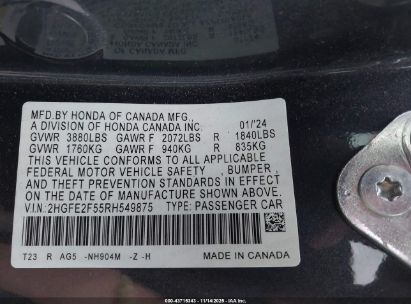 MFD.BY HONDA OF CANADA MFG.,
A DIVISION OF HONDA CANADA INC. 01/'24
GVWR 3880LBS GAWR F 2072LBS R 1840LBS
GVWR 1760KG GAWR F 940KG R 835KG
THIS VEHICLE CONFORMS TO ALL APPLICABLE
FEDERAL MOTOR VEHICLE SAFETY , BUMPER ,
AND THEFT PREVENTION STANDARDS IN EFFECT
ON THE DATE OF MANUFACTURE SHOWN ABOVE.
V.I.N: 2HGFE2F55RH549875 TYPE: PASSENGER CAR
T23 R AG5 -NH904M -Z -H MADE IN CANADA